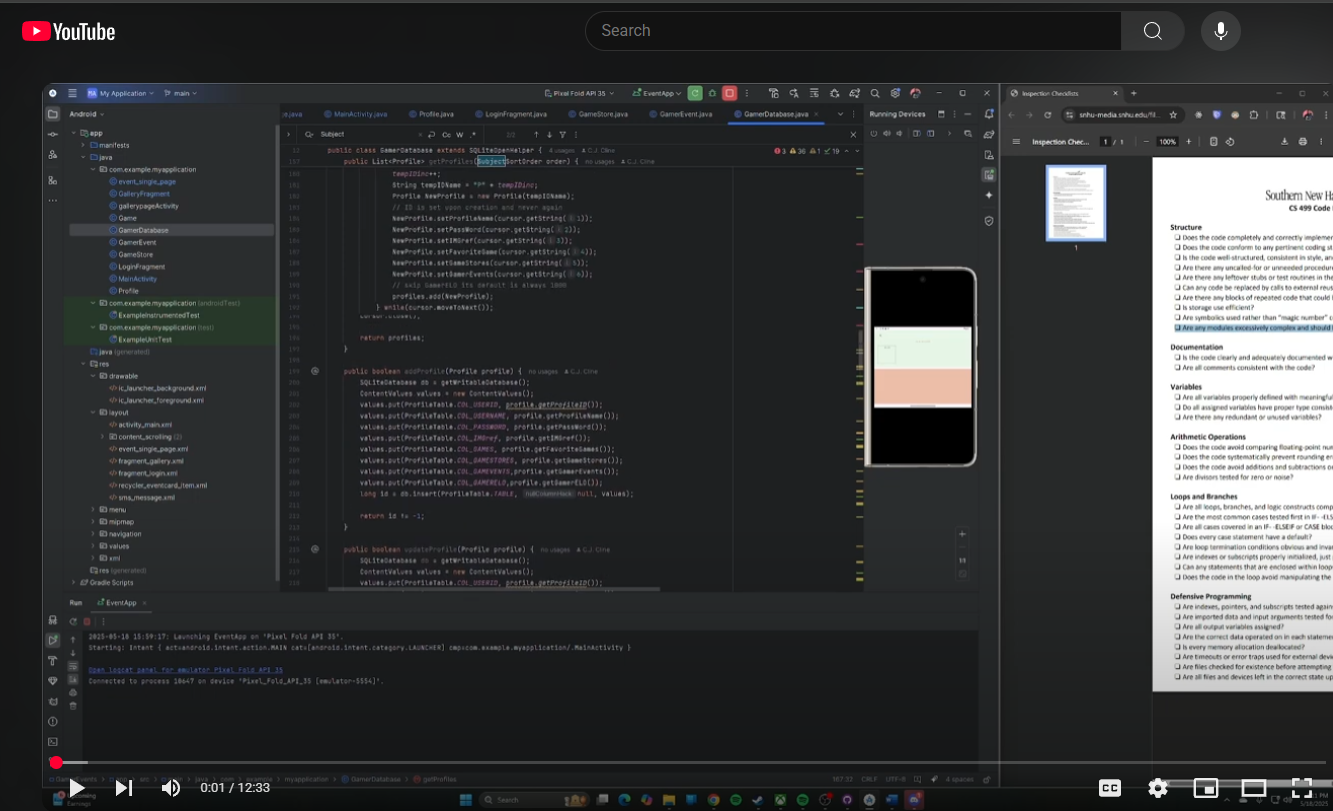 YouTube
Search
My Application
main
Pixel Fold API 35
EventApp
Inspection Checklists
Android
MainActivity.java
Profile.java
LoginFragment.java
GameStore.java
GamerEvent.java
GamerDatabase.java
Running Devices
snhu-media.snhu.edu/fil...
Subject
Cc W .*
Inspection Chec...
1 / 1
100%
app
manifests
java
com.example.myapplication
event_single_page
GalleryFragment
gallerypageActivity
Game
GamerDatabase
GamerEvent
GameStore
LoginFragment
MainActivity
Profile
com.example.myapplication (androidTest)
ExampleInstrumentedTest
com.example.myapplication (test)
ExampleUnitTest
java (generated)
res
drawable
ic_launcher_background.xml
ic_launcher_foreground.xml
layout
activity_main.xml
content_scrolling (2)
event_single_page.xml
fragment_gallery.xml
fragment_login.xml
recycler_eventcard_item.xml
sms_message.xml
menu
mipmap
navigation
values
xml
res (generated)
Gradle Scripts
public class GamerDatabase extends SQLiteOpenHelper {
public List<Profile> getProfiles(SubjectSortOrder order) { no usages
tempIDinc++;
String tempIDName = "P" + tempIDinc;
Profile NewProfile = new Profile(tempIDName);
// ID is set upon creation and never again
NewProfile.setProfileName(cursor.getString(1));
NewProfile.setPassWord(cursor.getString(2));
NewProfile.setIMGref(cursor.getString(3));
NewProfile.setFavoriteGame(cursor.getString(4));
NewProfile.setGameStores(cursor.getString(5));
NewProfile.setGamerEvents(cursor.getString(6));
// skip GamerELO its default is always 1000
profiles.add(NewProfile);
} while(cursor.moveToNext());
return profiles;
}
public boolean addProfile(Profile profile) { no usages
SQLiteDatabase db = getWritableDatabase();
ContentValues values = new ContentValues();
values.put(ProfileTable.COL_USERID, profile.getProfileID());
values.put(ProfileTable.COL_USERNAME, profile.getProfileName());
values.put(ProfileTable.COL_PASSWORD, profile.getPassWord());
values.put(ProfileTable.COL_IMGref, profile.getIMGref());
values.put(ProfileTable.COL_GAMES, profile.getFavoriteGames());
values.put(ProfileTable.COL_GAMESTORES, profile.getGameStores());
values.put(ProfileTable.COL_GAMEVENTS,profile.getGamerEvents());
values.put(ProfileTable.COL_GAMERELO,profile.getGamerELO());
long id = db.insert(ProfileTable.TABLE, nullColumnHack: null, values);
return id != -1;
}
public boolean updateProfile(Profile profile) { no usages
SQLiteDatabase db = getWritableDatabase();
ContentValues values = new ContentValues();
values.put(ProfileTable.COL_USERID, profile.getProfileID());
Run
EventApp
2025-05-18 15:59:17: Launching EventApp on 'Pixel Fold API 35'.
Starting: Intent { act=android.intent.action.MAIN cat=[android.intent.category.LAUNCHER] cmp=com.example.myapplication/.MainActivity }
Open logcat panel for emulator Pixel Fold API 35
Connected to process 18647 on device 'Pixel_Fold_API_35 [emulator-5554]'.
1
Southern New Ha
CS 499 Code
Structure
Does the code completely and correctly implemen
Does the code conform to any pertinent coding st
Is the code well-structured, consistent in style, an
Are there any uncalled-for or unneeded procedur
Are there any leftover stubs or test routines in the
Can any code be replaced by calls to external reus
Are there any blocks of repeated code that could
Is storage use efficient?
Are symbolics used rather than "magic number" c
Are any modules excessively complex and should
Documentation
Is the code clearly and adequately documented w
Are all comments consistent with the code?
Variables
Are all variables properly defined with meaningful
Do all assigned variables have proper type consis
Are there any redundant or unused variables?
Arithmetic Operations
Does the code avoid comparing floating-point nu
Does the code systematically prevent rounding er
Does the code avoid additions and subtractions o
Are divisors tested for zero or noise?
Loops and Branches
Are all loops, branches, and logic constructs comp
Are the most common cases tested first in IF- -ELS
Are all cases covered in an IF- -ELSEIF or CASE bloc
Does every case statement have a default?
Are loop termination conditions obvious and inva
Are indexes or subscripts properly initialized, just
Can any statements that are enclosed within loop
Does the code in the loop avoid manipulating the
Defensive Programming
Are indexes, pointers, and subscripts tested again
Are imported data and input arguments tested fo
Are all output variables assigned?
Are the correct data operated on in each stateme
Is every memory allocation deallocated?
Are timeouts or error traps used for external devi
Are files checked for existence before attempting
Are all files and devices left in the correct state up
GamerDatabase
getProfiles
CRLF
UTF-8
4 spaces
0:01 / 12:33
CC
Search